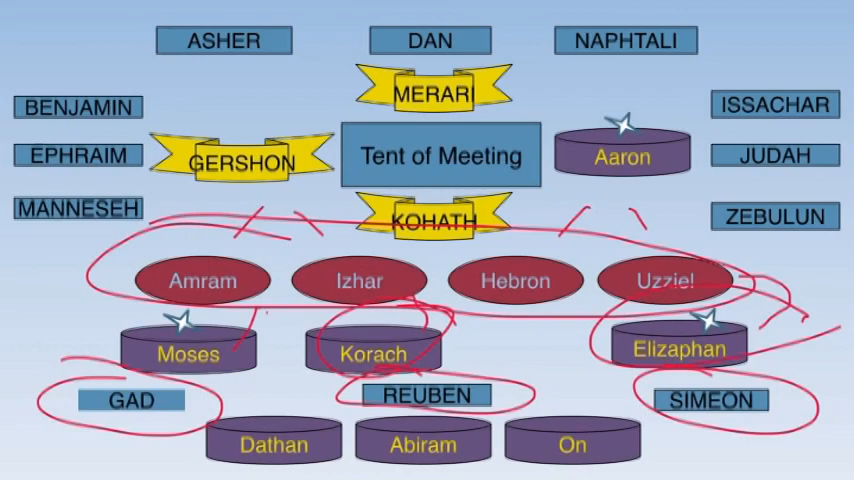 ASHER
DAN
NAPHTALI
MERARI
BENJAMIN
ISSACHAR
EPHRAIM
GERSHON
Tent of Meeting
Aaron
JUDAH
MANNESEH
KOHATH
ZEBULUN
Amram
Izhar
Hebron
Uzziel
Moses
Korach
Elizaphan
GAD
REUBEN
SIMEON
Dathan
Abiram
On